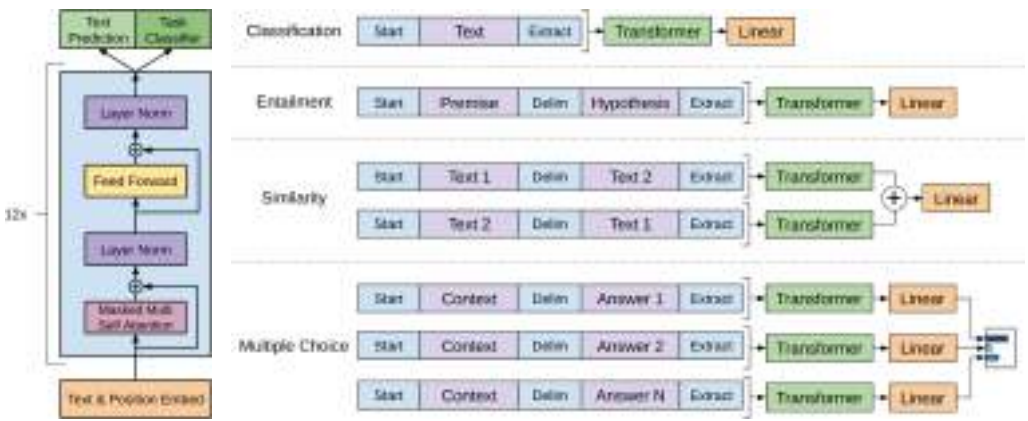 Text Prediction
Task Classifier
Layer Norm
Feed Forward
12x
Layer Norm
Masked Multi Self Attention
Text & Position Embed
Classification Start Text Extract Transformer Linear
Entailment Start Premise Delim Hypothesis Extract Transformer Linear
Similarity
Start Text 1 Delim Text 2 Extract Transformer
Start Text 2 Delim Text 1 Extract Transformer
Linear
Multiple Choice
Start Context Delim Answer 1 Extract Transformer Linear
Start Context Delim Answer 2 Extract Transformer Linear
Start Context Delim Answer N Extract Transformer Linear